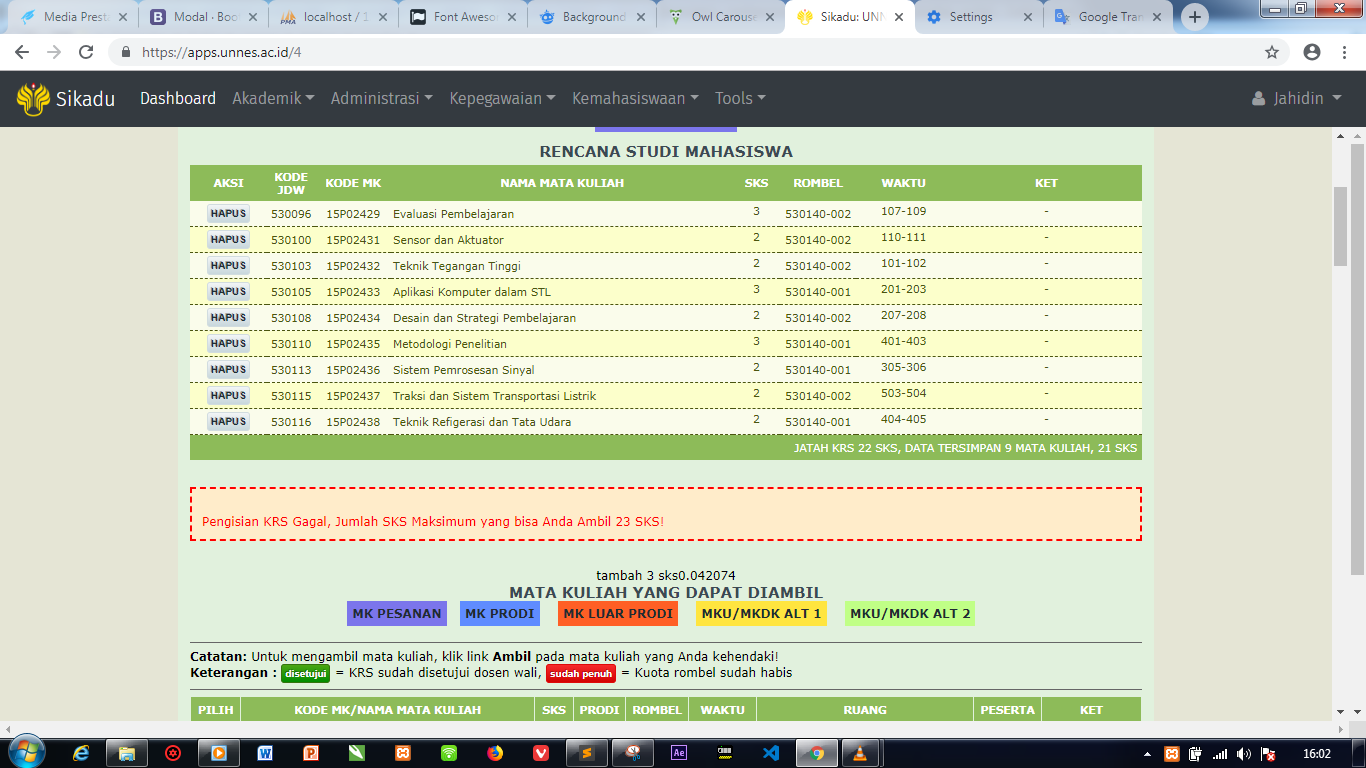 Media Presta
Modal · Boo
localhost / 1
Font Aweso
Background
Owl Carouse
Sikadu: UNN
Settings
Google Tran
https://apps.unnes.ac.id/4
Sikadu Dashboard Akademik Administrasi Kepegawaian Kemahasiswaan Tools Jahidin
RENCANA STUDI MAHASISWA
AKSI KODE JDW KODE MK NAMA MATA KULIAH SKS ROMBEL WAKTU KET
HAPUS 530096 15P02429 Evaluasi Pembelajaran 3 530140-002 107-109 -
HAPUS 530100 15P02431 Sensor dan Aktuator 2 530140-002 110-111 -
HAPUS 530103 15P02432 Teknik Tegangan Tinggi 2 530140-002 101-102 -
HAPUS 530105 15P02433 Aplikasi Komputer dalam STL 3 530140-001 201-203 -
HAPUS 530108 15P02434 Desain dan Strategi Pembelajaran 2 530140-002 207-208 -
HAPUS 530110 15P02435 Metodologi Penelitian 3 530140-001 401-403 -
HAPUS 530113 15P02436 Sistem Pemrosesan Sinyal 2 530140-001 305-306 -
HAPUS 530115 15P02437 Traksi dan Sistem Transportasi Listrik 2 530140-002 503-504 -
HAPUS 530116 15P02438 Teknik Refigerasi dan Tata Udara 2 530140-001 404-405 -
JATAH KRS 22 SKS, DATA TERSIMPAN 9 MATA KULIAH, 21 SKS
Pengisian KRS Gagal, Jumlah SKS Maksimum yang bisa Anda Ambil 23 SKS!
tambah 3 sks0.042074
MATA KULIAH YANG DAPAT DIAMBIL
MK PESANAN MK PRODI MK LUAR PRODI MKU/MKDK ALT 1 MKU/MKDK ALT 2
Catatan: Untuk mengambil mata kuliah, klik link Ambil pada mata kuliah yang Anda kehendaki!
Keterangan : disetujui = KRS sudah disetujui dosen wali, sudah penuh = Kuota rombel sudah habis
PILIH KODE MK/NAMA MATA KULIAH SKS PRODI ROMBEL WAKTU RUANG PESERTA KET
16:02